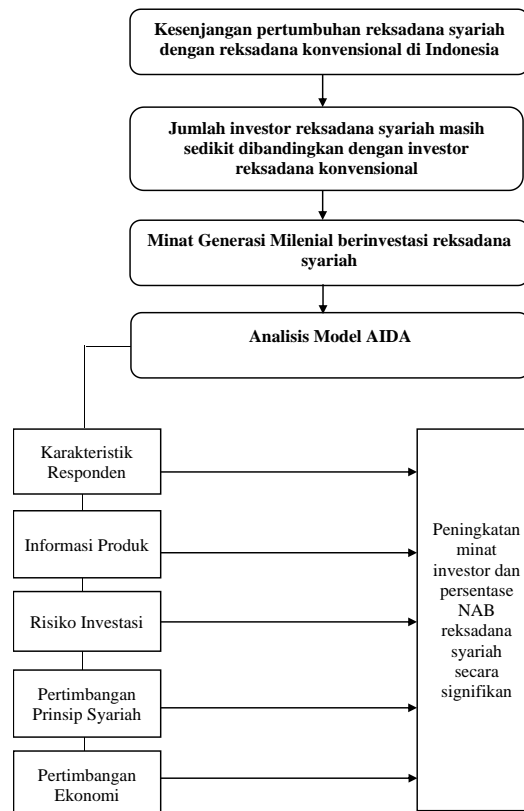 Kesenjangan pertumbuhan reksadana syariah
dengan reksadana konvensional di Indonesia
Jumlah investor reksadana syariah masih
sedikit dibandingkan dengan investor
reksadana konvensional
Minat Generasi Milenial berinvestasi reksadana
syariah
Analisis Model AIDA
Karakteristik
Responden
Informasi Produk
Risiko Investasi
Pertimbangan
Prinsip Syariah
Pertimbangan
Ekonomi
Peningkatan
minat
investor dan
persentase
NAB
reksadana
syariah
secara
signifikan